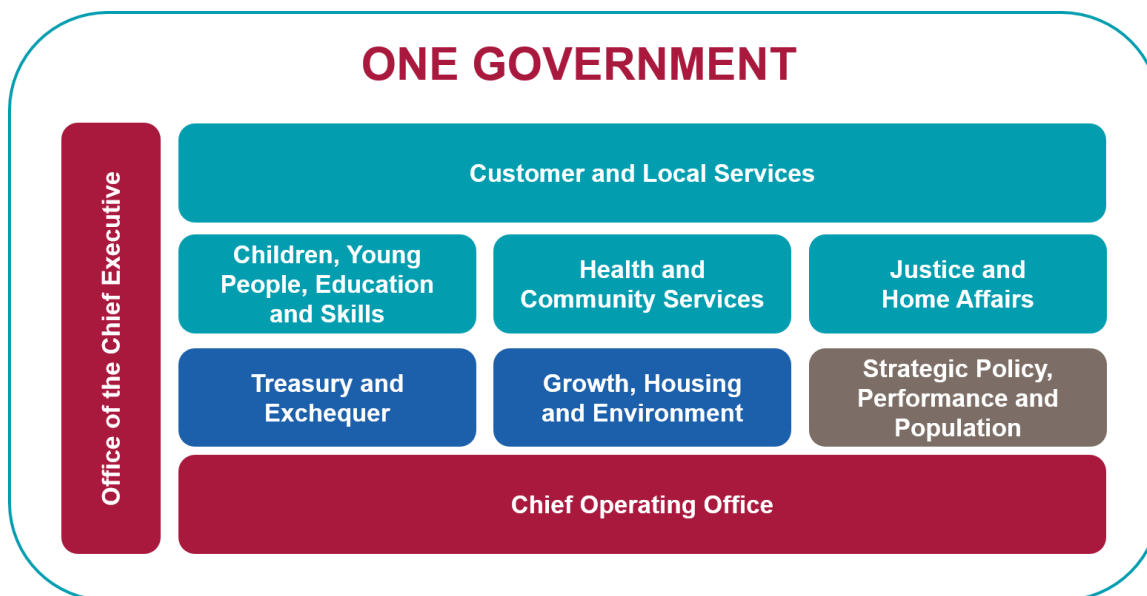 ONE GOVERNMENT
Office of the Chief Executive
Customer and Local Services
Children, Young
People, Education
and Skills
Health and
Community Services
Justice and
Home Affairs
Treasury and
Exchequer
Growth, Housing
and Environment
Strategic Policy,
Performance and
Population
Chief Operating Office